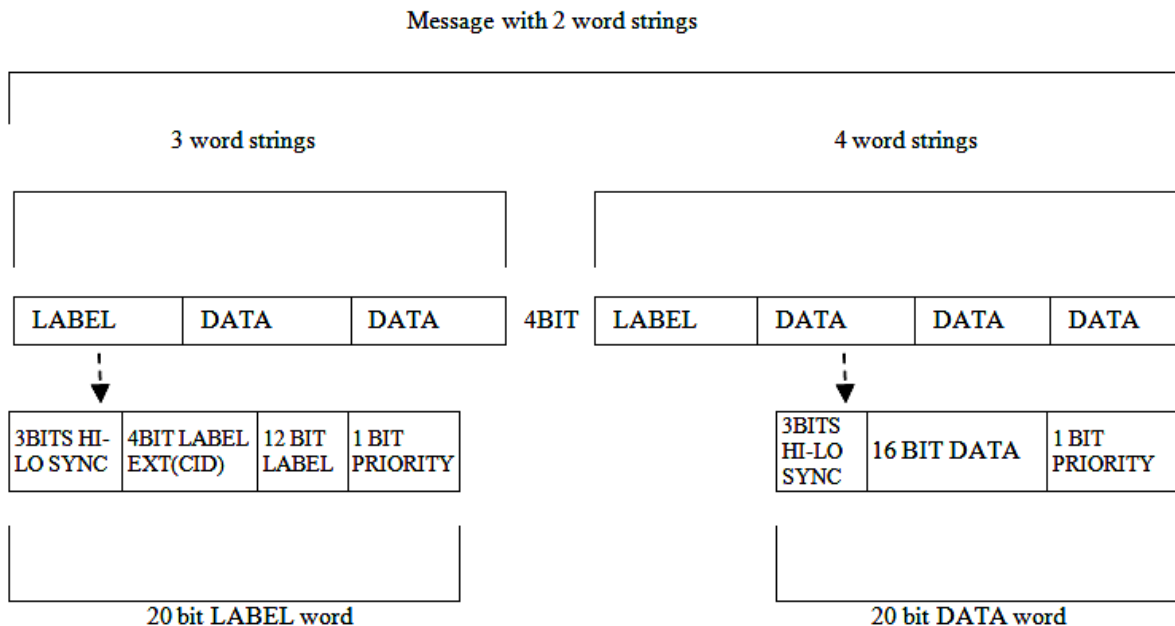 Message with 2 word strings
3 word strings
4 word strings
LABEL
DATA
DATA
4BIT
LABEL
DATA
DATA
DATA
3BITS HI-
LO SYNC
4BIT LABEL
EXT(CID)
12 BIT
LABEL
1 BIT
PRIORITY
3BITS
HI-LO
SYNC
16 BIT DATA
1 BIT
PRIORITY
20 bit LABEL word
20 bit DATA word